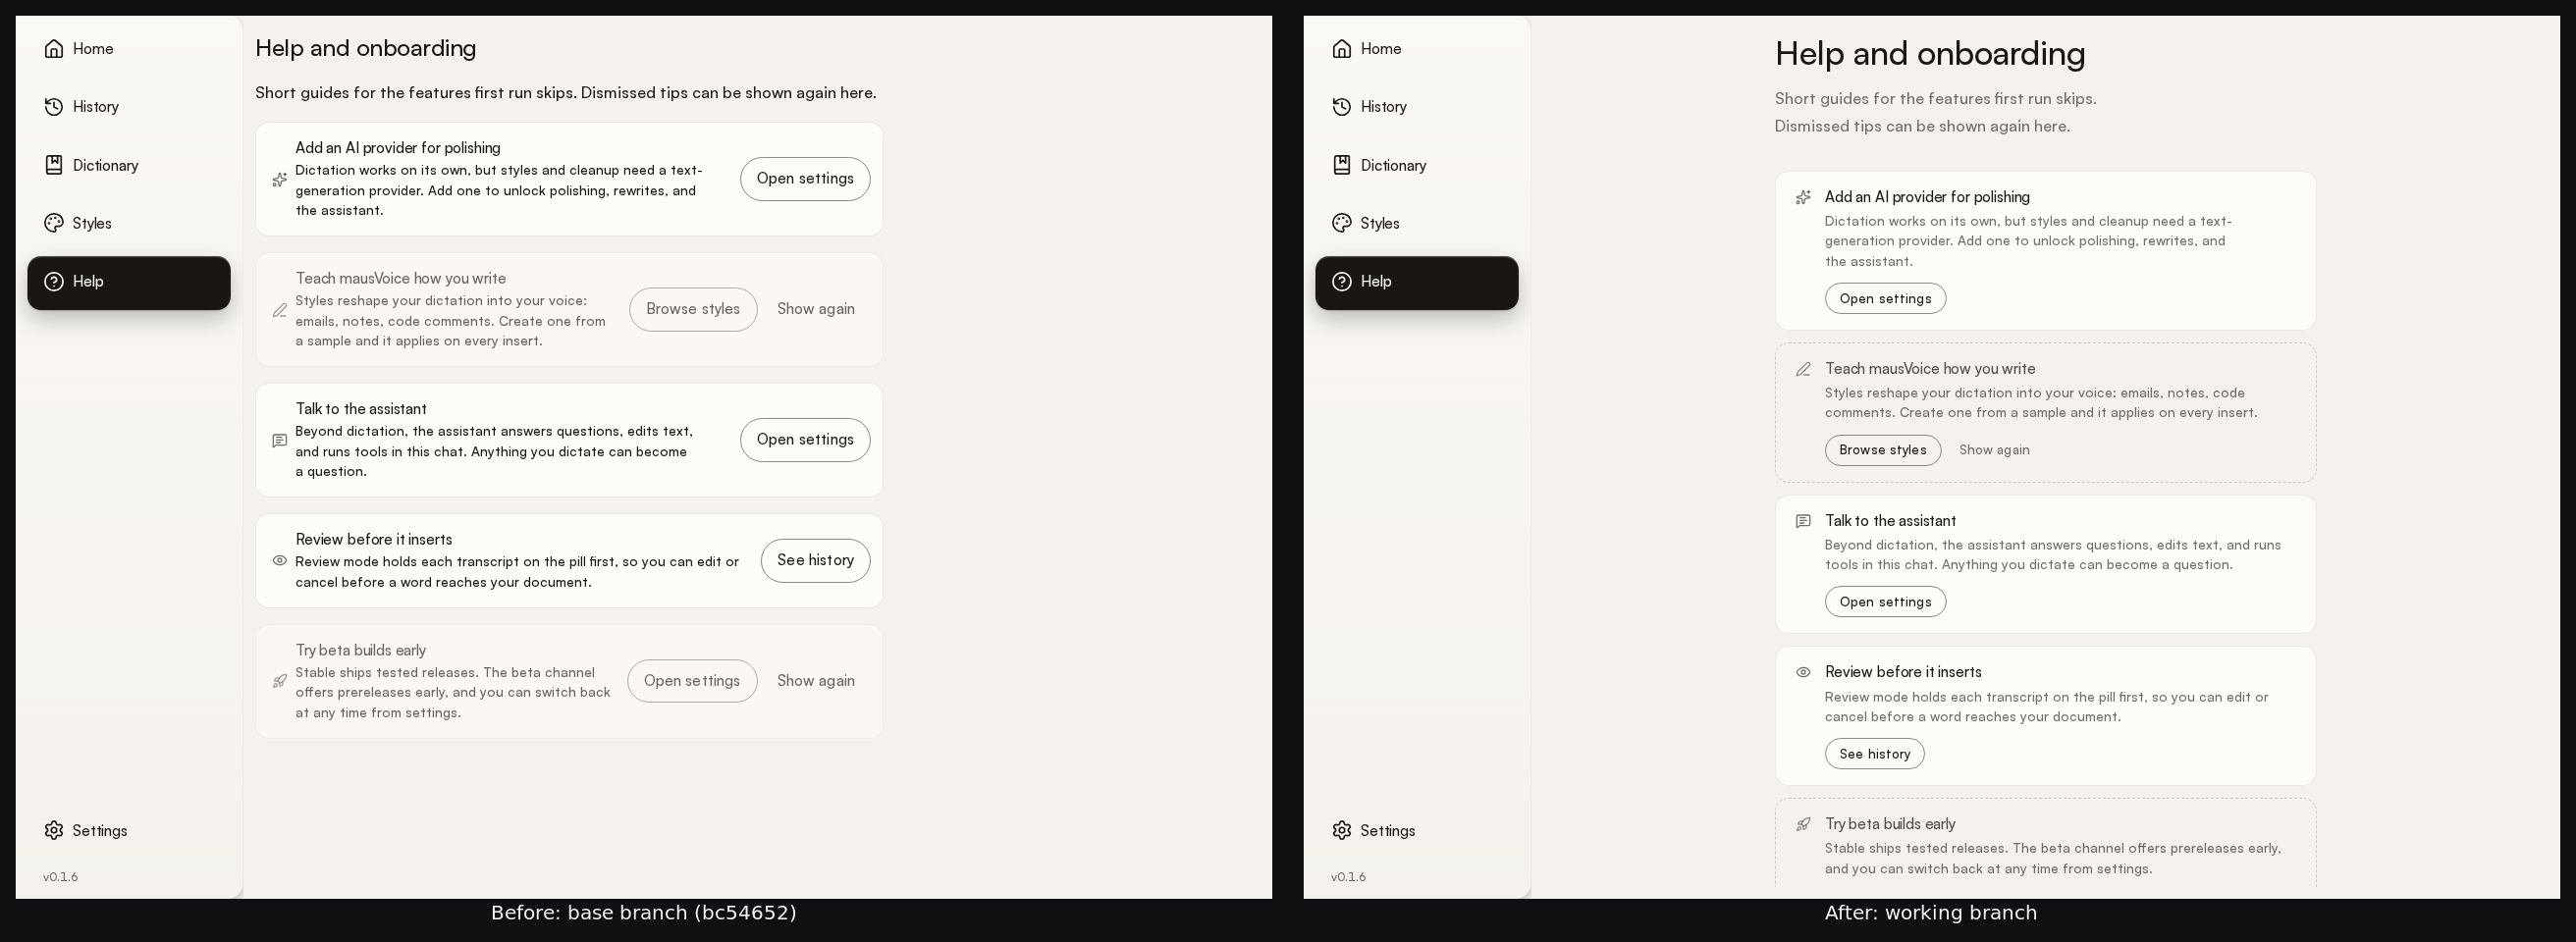 Home
History
Dictionary
Styles
Help
Settings
v0.1.6
Help and onboarding
Short guides for the features first run skips. Dismissed tips can be shown again here.
Add an AI provider for polishing
Dictation works on its own, but styles and cleanup need a text-
generation provider. Add one to unlock polishing, rewrites, and
the assistant.
Open settings
Teach mausVoice how you write
Styles reshape your dictation into your voice:
emails, notes, code comments. Create one from
a sample and it applies on every insert.
Browse styles
Show again
Talk to the assistant
Beyond dictation, the assistant answers questions, edits text,
and runs tools in this chat. Anything you dictate can become
a question.
Open settings
Review before it inserts
Review mode holds each transcript on the pill first, so you can edit or
cancel before a word reaches your document.
See history
Try beta builds early
Stable ships tested releases. The beta channel
offers prereleases early, and you can switch back
at any time from settings.
Open settings
Show again
Before: base branch (bc54652)
Home
History
Dictionary
Styles
Help
Settings
v0.1.6
Help and onboarding
Short guides for the features first run skips.
Dismissed tips can be shown again here.
Add an AI provider for polishing
Dictation works on its own, but styles and cleanup need a text-
generation provider. Add one to unlock polishing, rewrites, and
the assistant.
Open settings
Teach mausVoice how you write
Styles reshape your dictation into your voice: emails, notes, code
comments. Create one from a sample and it applies on every insert.
Browse styles
Show again
Talk to the assistant
Beyond dictation, the assistant answers questions, edits text, and runs
tools in this chat. Anything you dictate can become a question.
Open settings
Review before it inserts
Review mode holds each transcript on the pill first, so you can edit or
cancel before a word reaches your document.
See history
Try beta builds early
Stable ships tested releases. The beta channel offers prereleases early,
and you can switch back at any time from settings.
After: working branch